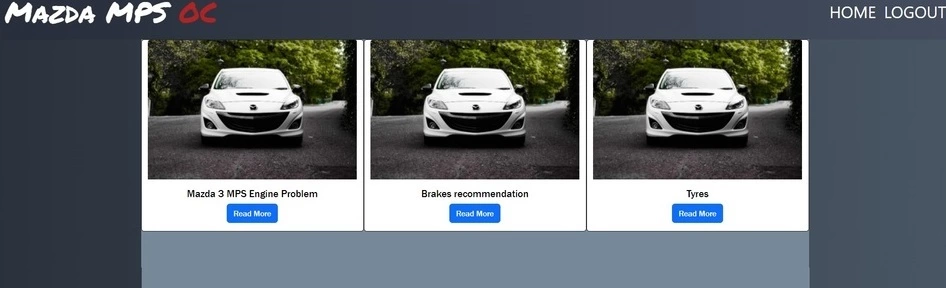 Mazda MPS OC
HOME LOGOUT
Mazda 3 MPS Engine Problem
Read More
Brakes recommendation
Read More
Tyres
Read More